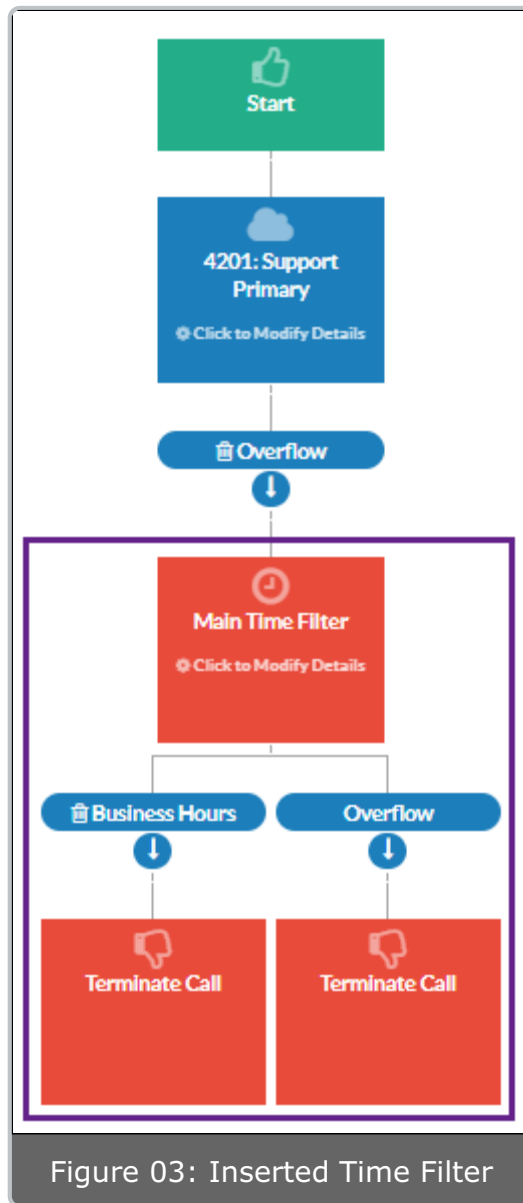 Start
4201: Support
Primary
Click to Modify Details
Overflow
Main Time Filter
Click to Modify Details
Business Hours
Overflow
Terminate Call
Terminate Call
Figure 03: Inserted Time Filter